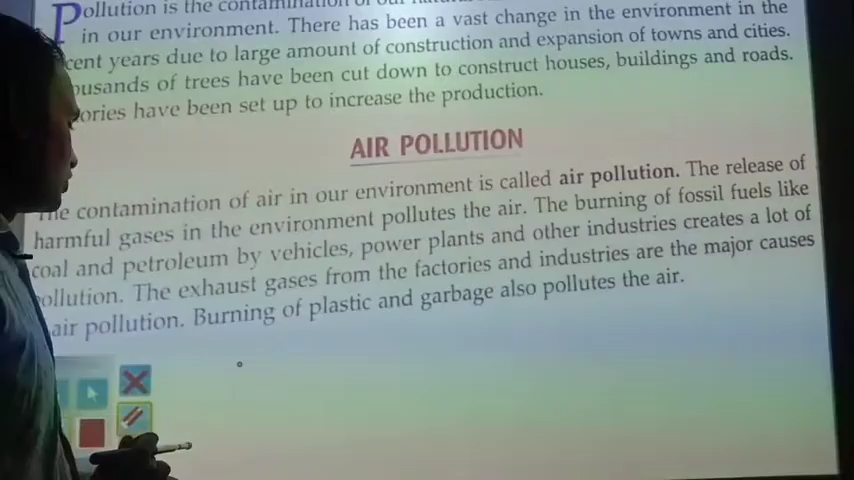 Pollution is the contamination of our
in our environment. There has been a vast change in the environment in the
cent years due to large amount of construction and expansion of towns and cities.
ousands of trees have been cut down to construct houses, buildings and roads.
ories have been set up to increase the production.
AIR POLLUTION
The contamination of air in our environment is called air pollution. The release of
harmful gases in the environment pollutes the air. The burning of fossil fuels like
coal and petroleum by vehicles, power plants and other industries creates a lot of
ollution. The exhaust gases from the factories and industries are the major causes
air pollution. Burning of plastic and garbage also pollutes the air.